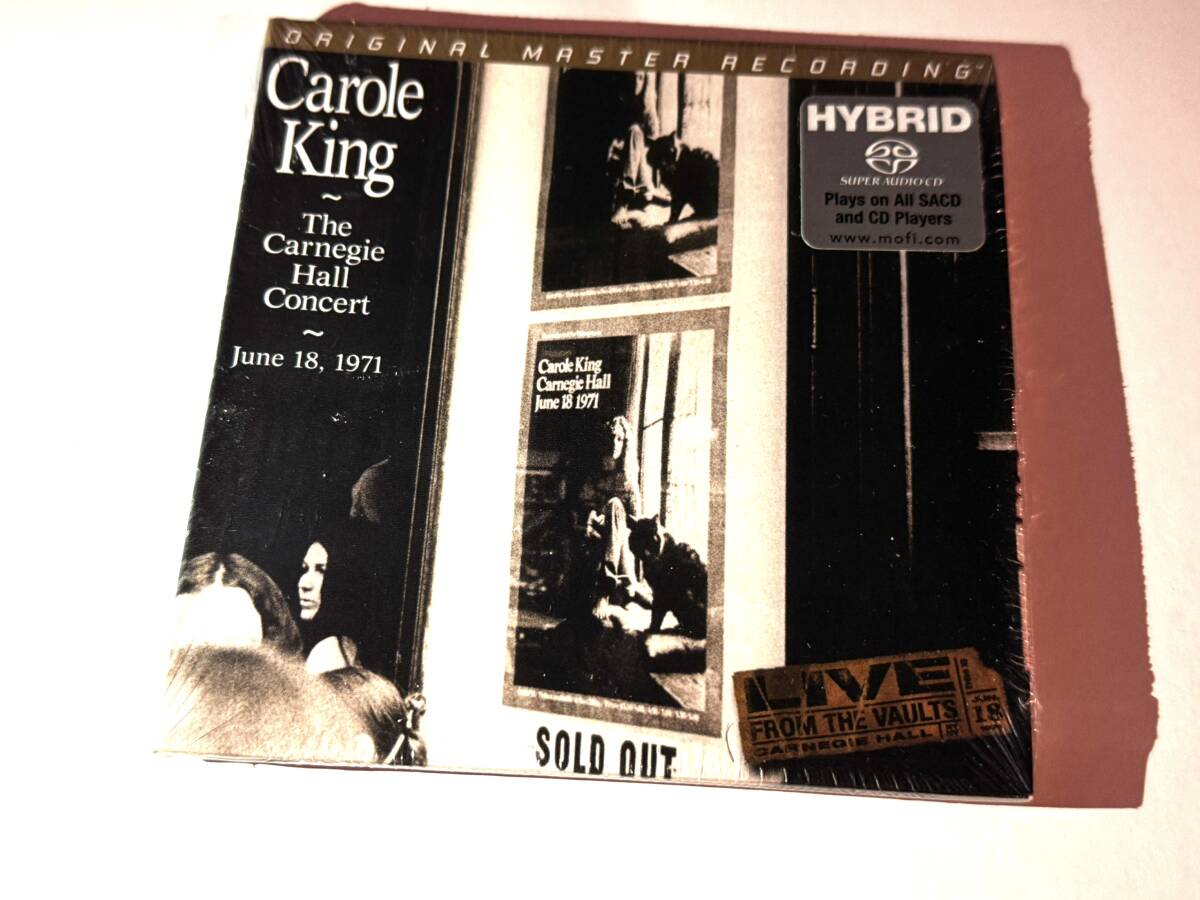 ORIGINAL MASTER RECORDING™
Carole
King
~
The
Carnegie
Hall
Concert
~
June 18, 1971
HYBRID
SUPER AUDIO CD
Plays on All SACD
and CD Players
www.mofi.com
Carole King
Carnegie Hall
June 18 1971
SOLD OUT
LIVE
FROM THE VAULTS
CARNEGIE HALL
JUN.
18